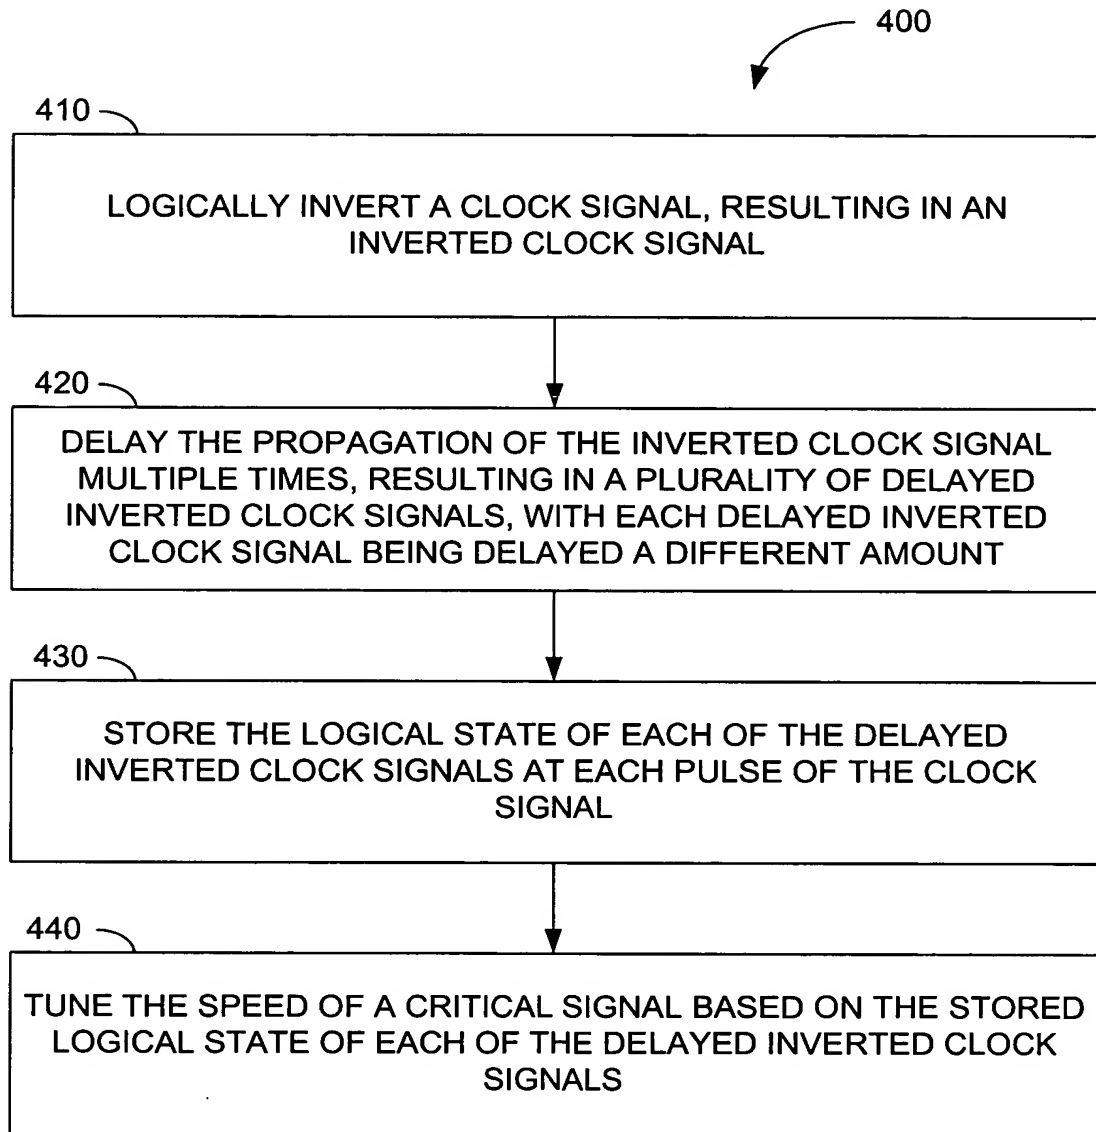 400
410
LOGICALLY INVERT A CLOCK SIGNAL, RESULTING IN AN
INVERTED CLOCK SIGNAL
420
DELAY THE PROPAGATION OF THE INVERTED CLOCK SIGNAL
MULTIPLE TIMES, RESULTING IN A PLURALITY OF DELAYED
INVERTED CLOCK SIGNALS, WITH EACH DELAYED INVERTED
CLOCK SIGNAL BEING DELAYED A DIFFERENT AMOUNT
430
STORE THE LOGICAL STATE OF EACH OF THE DELAYED
INVERTED CLOCK SIGNALS AT EACH PULSE OF THE CLOCK
SIGNAL
440
TUNE THE SPEED OF A CRITICAL SIGNAL BASED ON THE STORED
LOGICAL STATE OF EACH OF THE DELAYED INVERTED CLOCK
SIGNALS